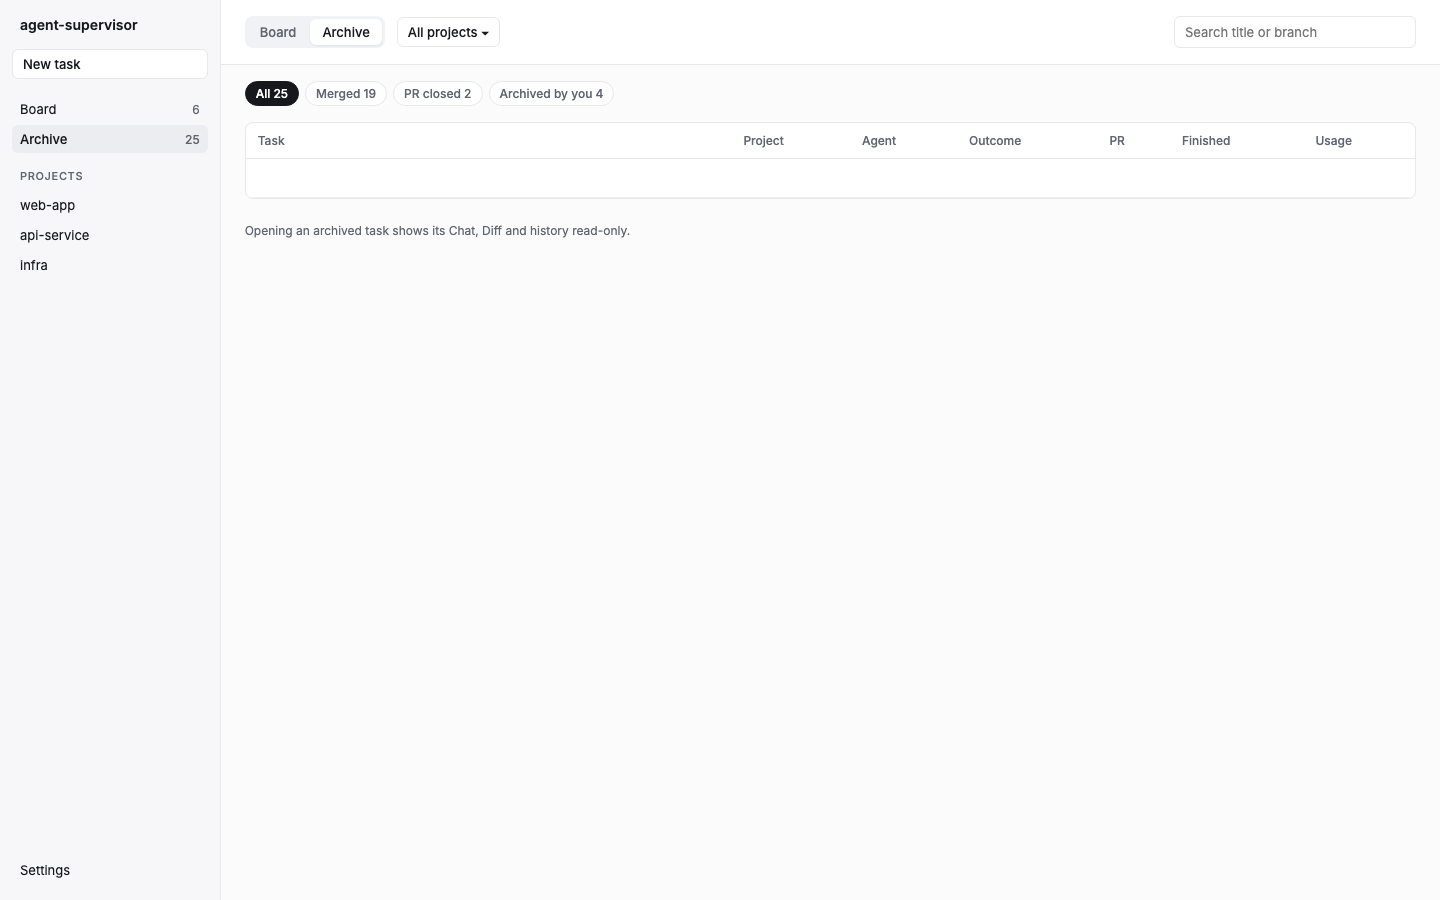 agent-supervisor
New task
Board 6
Archive 25
PROJECTS
web-app
api-service
infra
Settings
Board Archive All projects
Search title or branch
All 25 Merged 19 PR closed 2 Archived by you 4
Task Project Agent Outcome PR Finished Usage
Opening an archived task shows its Chat, Diff and history read-only.